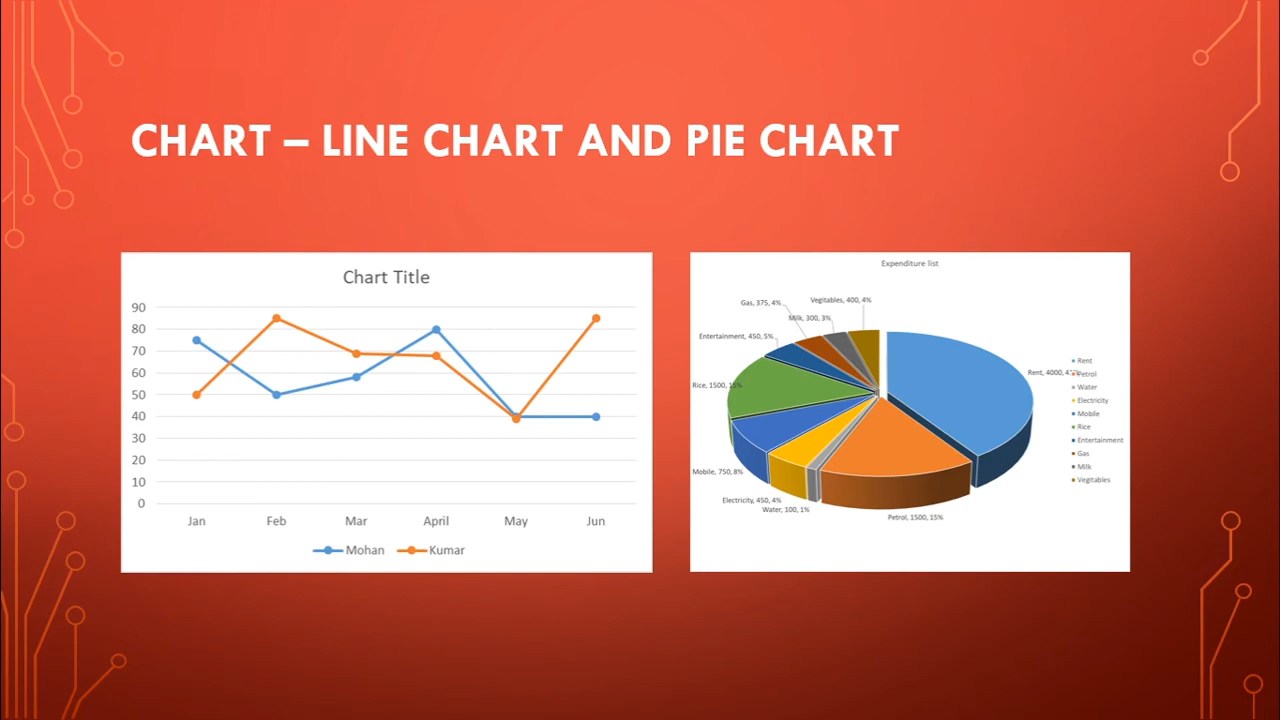 CHART – LINE CHART AND PIE CHART
Chart Title
90
80
70
60
50
40
30
20
10
0
Jan Feb Mar April May Jun
Mohan Kumar
Expenditure list
Vegitables, 400, 4%
Gas, 375, 4%
Milk, 300, 3%
Entertainment, 450, 5%
Rice, 1500, 15%
Rent, 4000,
Mobile, 750, 8%
Electricity, 450, 4%
Water, 100, 1%
Petrol, 1500, 15%
Rent
Petrol
Water
Electricity
Mobile
Rice
Entertainment
Gas
Milk
Vegitables